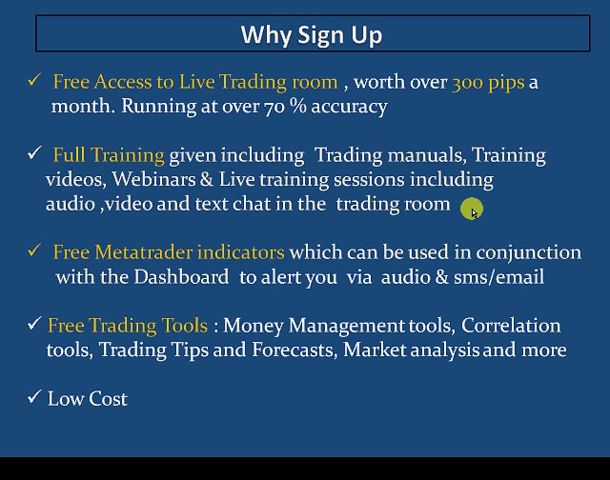 Why Sign Up
✓ Free Access to Live Trading room , worth over 300 pips a
month. Running at over 70 % accuracy
✓ Full Training given including Trading manuals, Training
videos, Webinars & Live training sessions including
audio ,video and text chat in the trading room
✓ Free Metatrader indicators which can be used in conjunction
with the Dashboard to alert you via audio & sms/email
✓ Free Trading Tools : Money Management tools, Correlation
tools, Trading Tips and Forecasts, Market analysis and more
✓ Low Cost